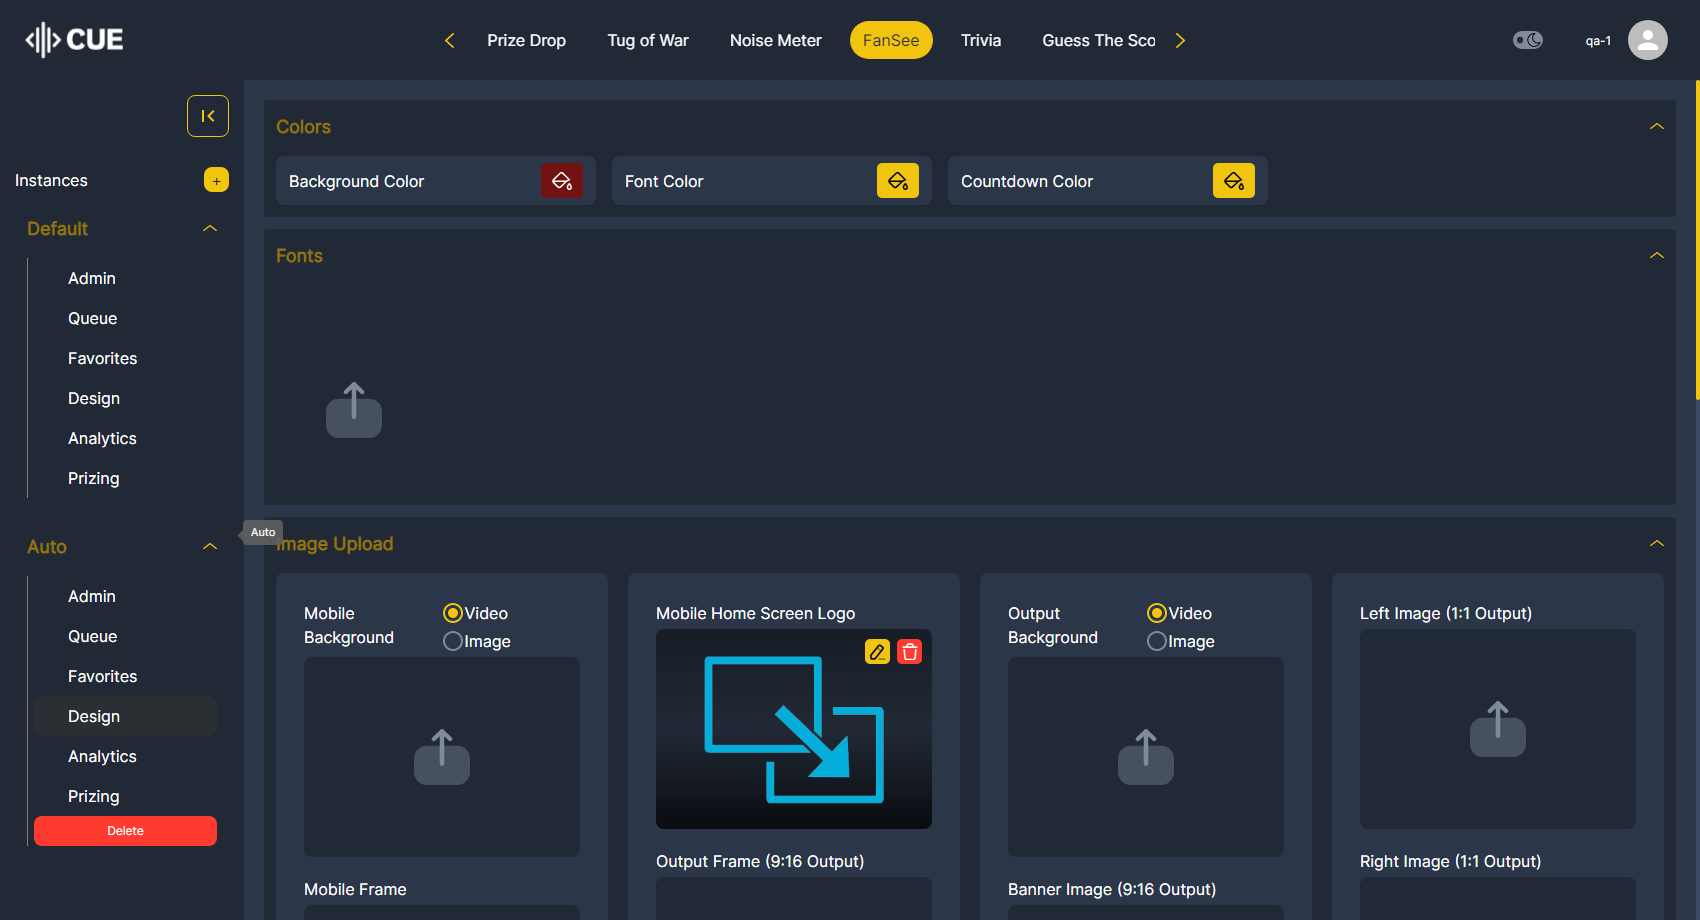 CUE
Prize Drop
Tug of War
Noise Meter
FanSee
Trivia
Guess The Sco
qa-1
Instances
+
Default
Admin
Queue
Favorites
Design
Analytics
Prizing
Auto
Admin
Queue
Favorites
Design
Analytics
Prizing
Delete
Auto
Colors
Background Color
Font Color
Countdown Color
Fonts
Image Upload
Mobile
Background
Video
Image
Mobile Home Screen Logo
Output
Background
Video
Image
Left Image (1:1 Output)
Mobile Frame
Output Frame (9:16 Output)
Banner Image (9:16 Output)
Right Image (1:1 Output)